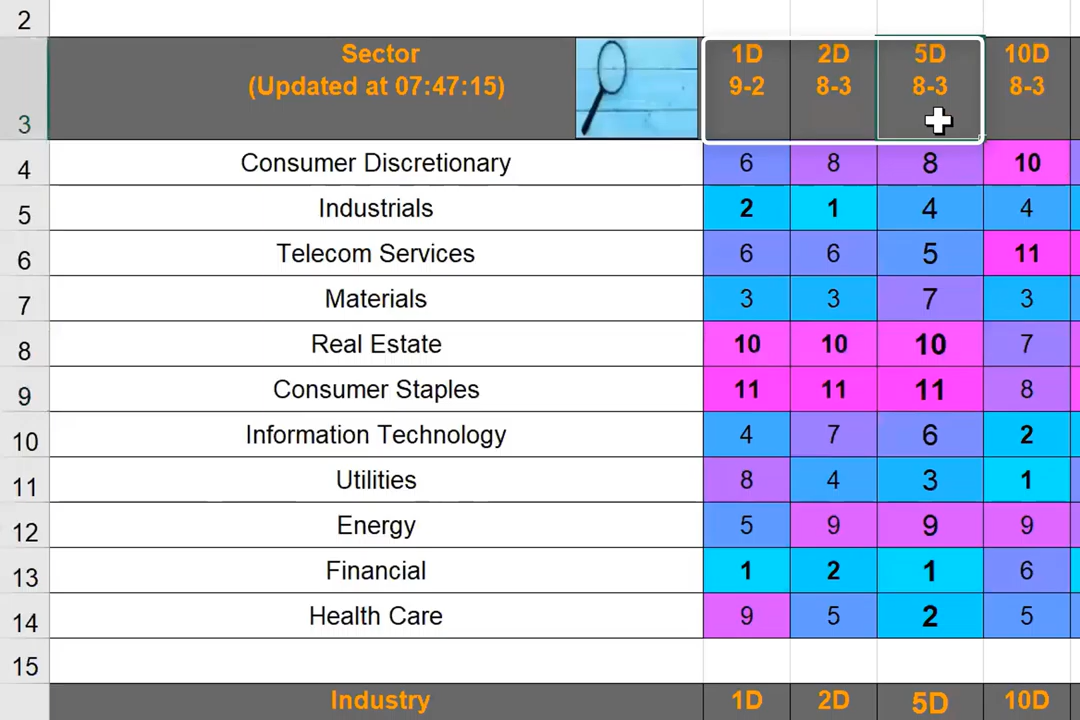 2
3 Sector 1D 2D 5D 10D
(Updated at 07:47:15) 9-2 8-3 8-3 8-3
4 Consumer Discretionary 6 8 8 10
5 Industrials 2 1 4 4
6 Telecom Services 6 6 5 11
7 Materials 3 3 7 3
8 Real Estate 10 10 10 7
9 Consumer Staples 11 11 11 8
10 Information Technology 4 7 6 2
11 Utilities 8 4 3 1
12 Energy 5 9 9 9
13 Financial 1 2 1 6
14 Health Care 9 5 2 5
15
Industry 1D 2D 5D 10D